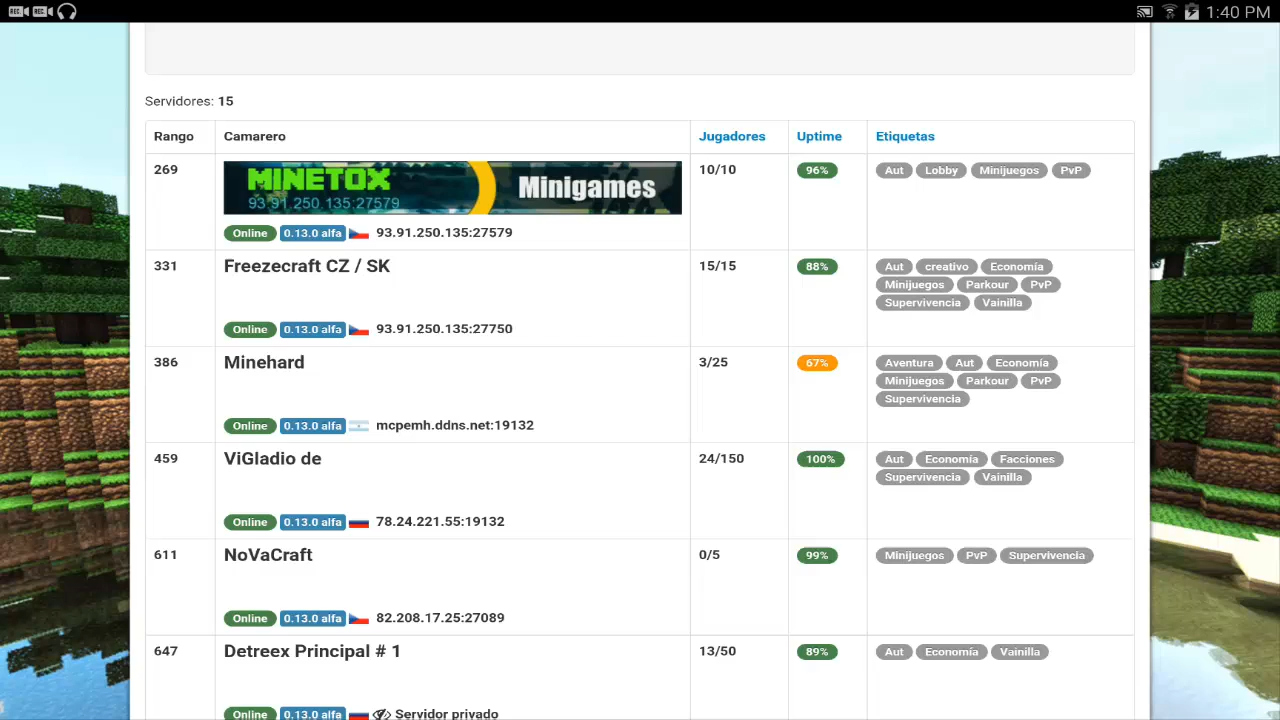 REC REC 1:40 PM
Servidores: 15
Rango Camarero Jugadores Uptime Etiquetas
269 MINETOX Minigames 10/10 96% Aut Lobby Minijuegos PvP
93.91.250.135:27579
Online 0.13.0 alfa 93.91.250.135:27579
331 Freezecraft CZ / SK 15/15 88% Aut creativo Economía
Minijuegos Parkour PvP
Supervivencia Vainilla
Online 0.13.0 alfa 93.91.250.135:27750
386 Minehard 3/25 67% Aventura Aut Economía
Minijuegos Parkour PvP
Supervivencia
Online 0.13.0 alfa mcpemh.ddns.net:19132
459 ViGladio de 24/150 100% Aut Economía Facciones
Supervivencia Vainilla
Online 0.13.0 alfa 78.24.221.55:19132
611 NoVaCraft 0/5 99% Minijuegos PvP Supervivencia
Online 0.13.0 alfa 82.208.17.25:27089
647 Detreex Principal # 1 13/50 89% Aut Economía Vainilla
Online 0.13.0 alfa Servidor privado